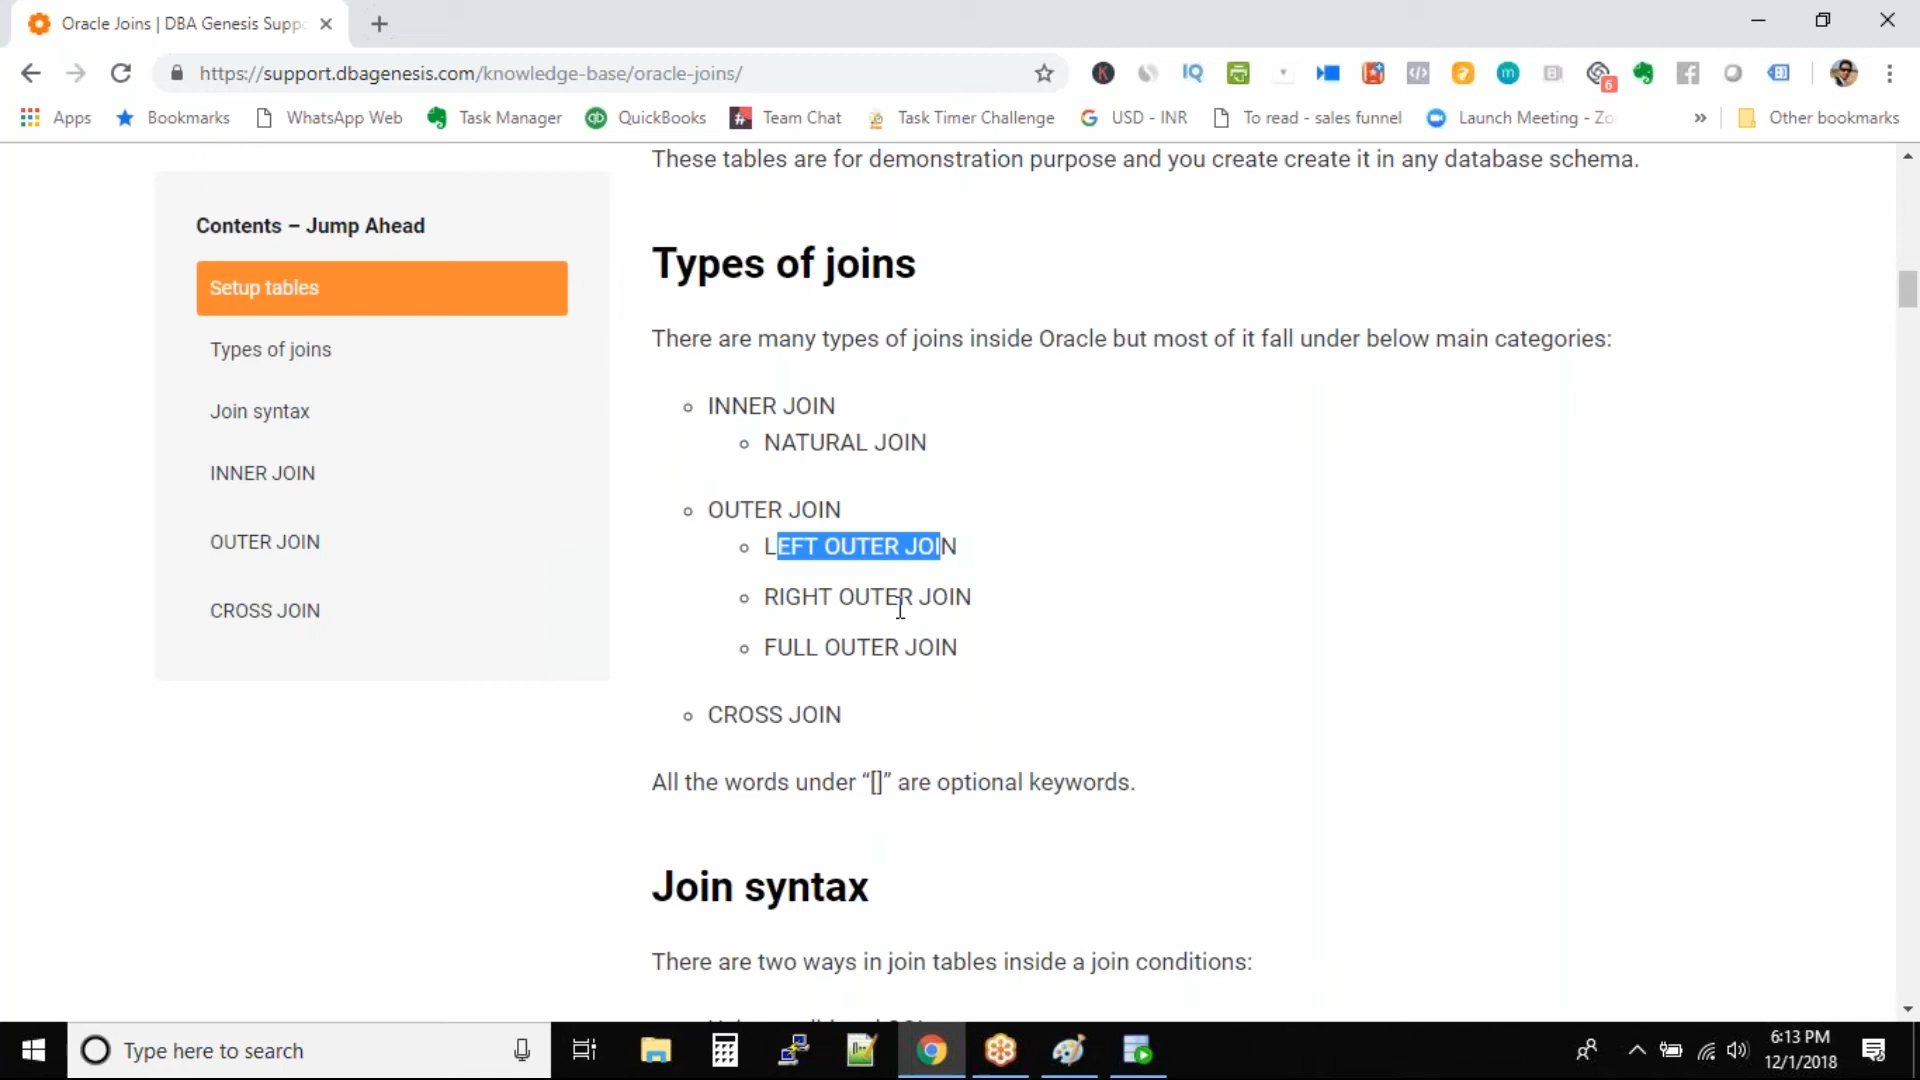 Oracle Joins | DBA Genesis Suppo
https://support.dbagenesis.com/knowledge-base/oracle-joins/
IQ
6
Apps Bookmarks WhatsApp Web Task Manager QuickBooks Team Chat Task Timer Challenge USD - INR To read - sales funnel Launch Meeting - Zo » Other bookmarks
These tables are for demonstration purpose and you create create it in any database schema.
Contents – Jump Ahead
Setup tables
Types of joins
Join syntax
INNER JOIN
OUTER JOIN
CROSS JOIN
Types of joins
There are many types of joins inside Oracle but most of it fall under below main categories:
INNER JOIN
NATURAL JOIN
OUTER JOIN
LEFT OUTER JOIN
RIGHT OUTER JOIN
FULL OUTER JOIN
CROSS JOIN
All the words under “[]” are optional keywords.
Join syntax
There are two ways in join tables inside a join conditions:
Type here to search
6:13 PM
12/1/2018